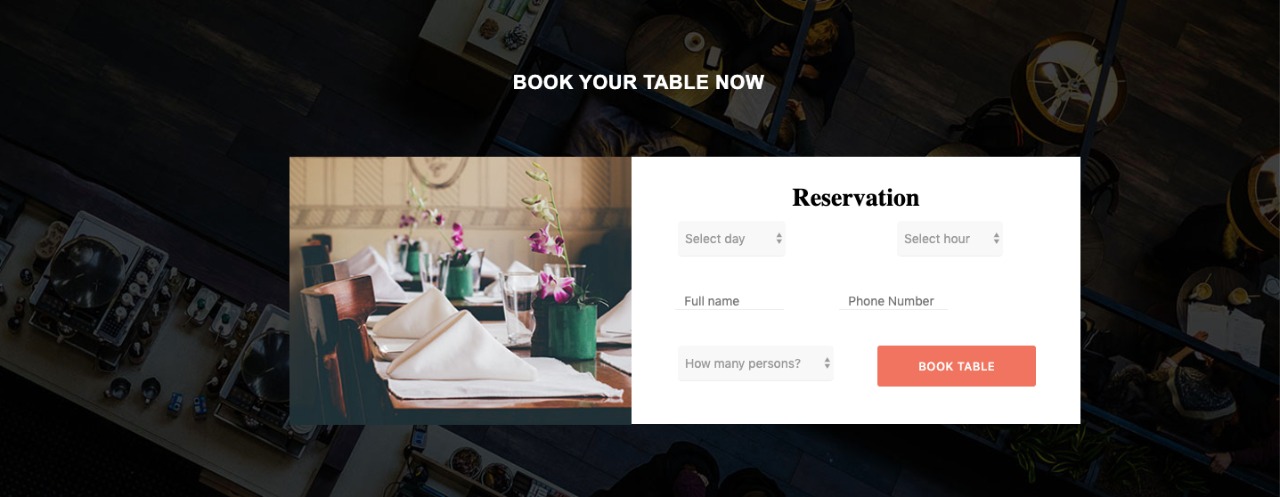 BOOK YOUR TABLE NOW
Reservation
Select day Select hour
Full name Phone Number
How many persons? BOOK TABLE